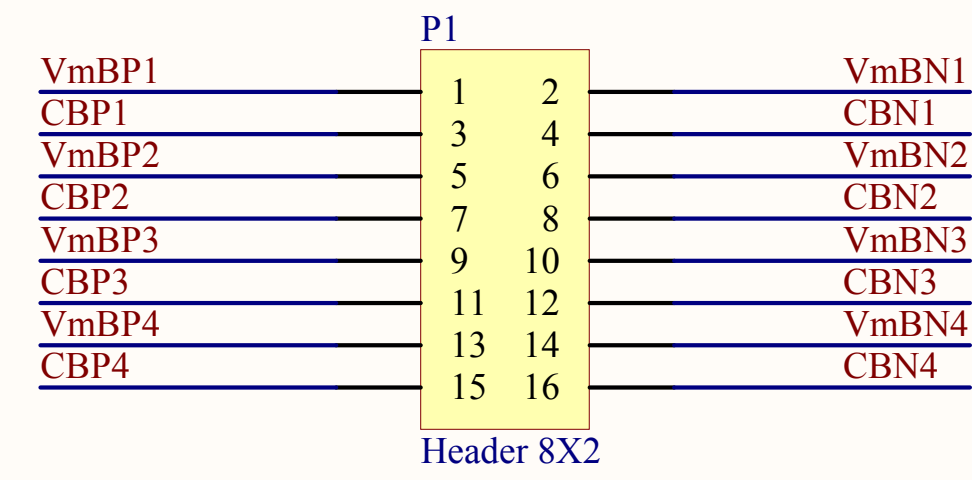 P1
VmBP1 1 2 VmBN1
CBP1 3 4 CBN1
VmBP2 5 6 VmBN2
CBP2 7 8 CBN2
VmBP3 9 10 VmBN3
CBP3 11 12 CBN3
VmBP4 13 14 VmBN4
CBP4 15 16 CBN4
Header 8X2